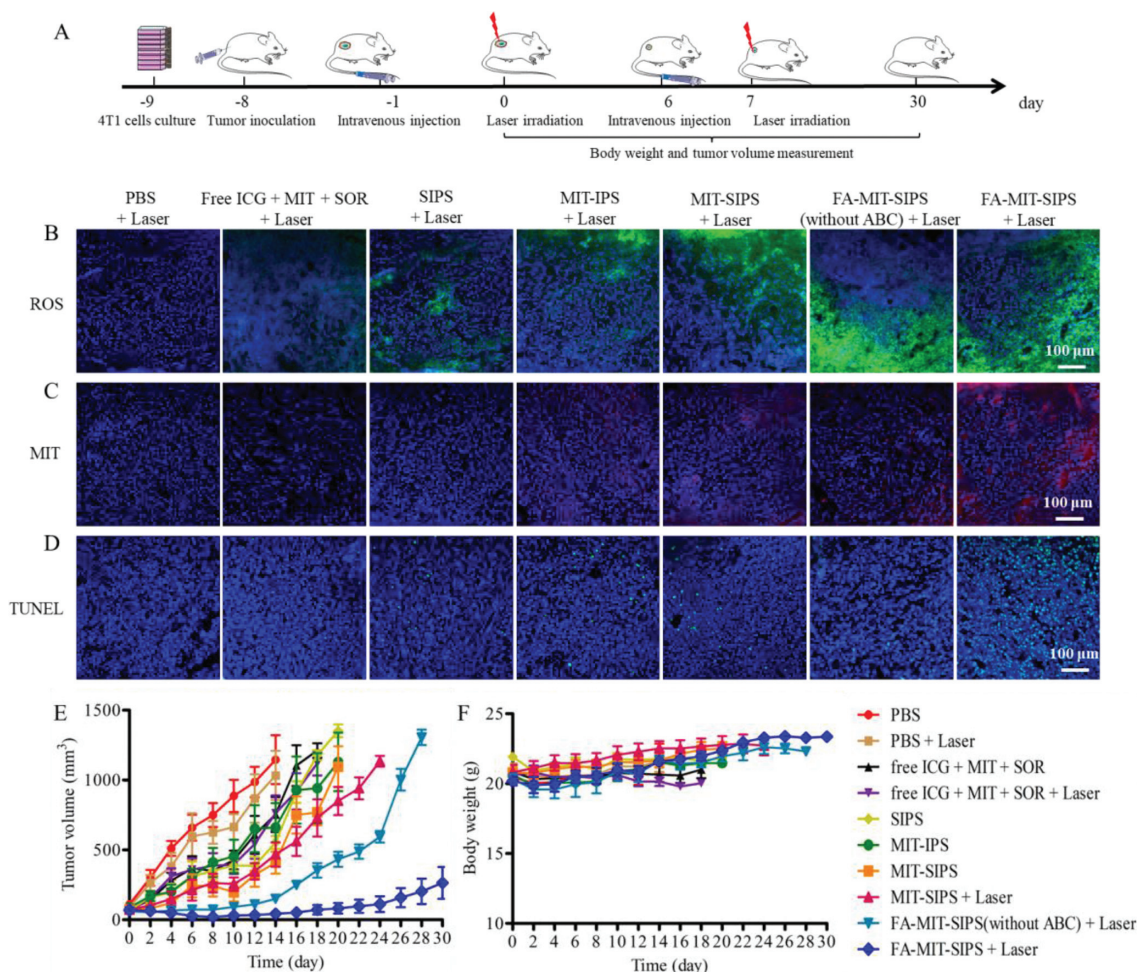 A
-9 -8 -1 0 6 7 30 day
4T1 cells culture Tumor inoculation Intravenous injection Laser irradiation Intravenous injection Laser irradiation
Body weight and tumor volume measurement
PBS
+ Laser
Free ICG + MIT + SOR
+ Laser
SIPS
+ Laser
MIT-IPS
+ Laser
MIT-SIPS
+ Laser
FA-MIT-SIPS
(without ABC) + Laser
FA-MIT-SIPS
+ Laser
B
ROS
100 μm
C
MIT
100 μm
D
TUNEL
100 μm
E
Tumor volume (mm³)
1500
1000
500
0
0 2 4 6 8 10 12 14 16 18 20 22 24 26 28 30
Time (day)
F
Body weight (g)
25
20
15
10
0 2 4 6 8 10 12 14 16 18 20 22 24 26 28 30
Time (day)
PBS
PBS + Laser
free ICG + MIT + SOR
free ICG + MIT + SOR + Laser
SIPS
MIT-IPS
MIT-SIPS
MIT-SIPS + Laser
FA-MIT-SIPS(without ABC) + Laser
FA-MIT-SIPS + Laser